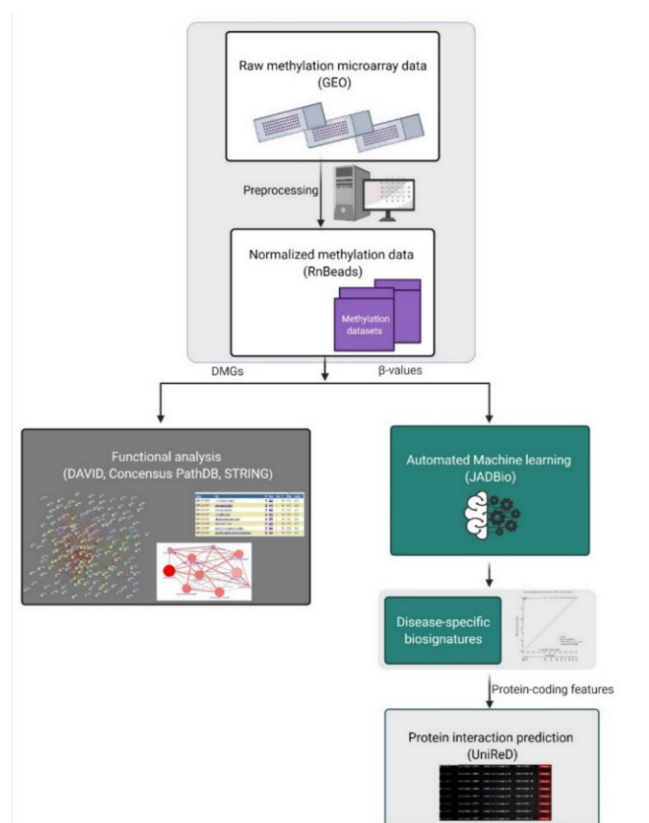 Raw methylation microarray data
(GEO)
Preprocessing
Normalized methylation data
(RnBeads)
Methylation
datasets
DMGs
β-values
Functional analysis
(DAVID, Concensus PathDB, STRING)
Automated Machine learning
(JADBio)
Disease-specific
biosignatures
Protein-coding features
Protein interaction prediction
(UniReD)